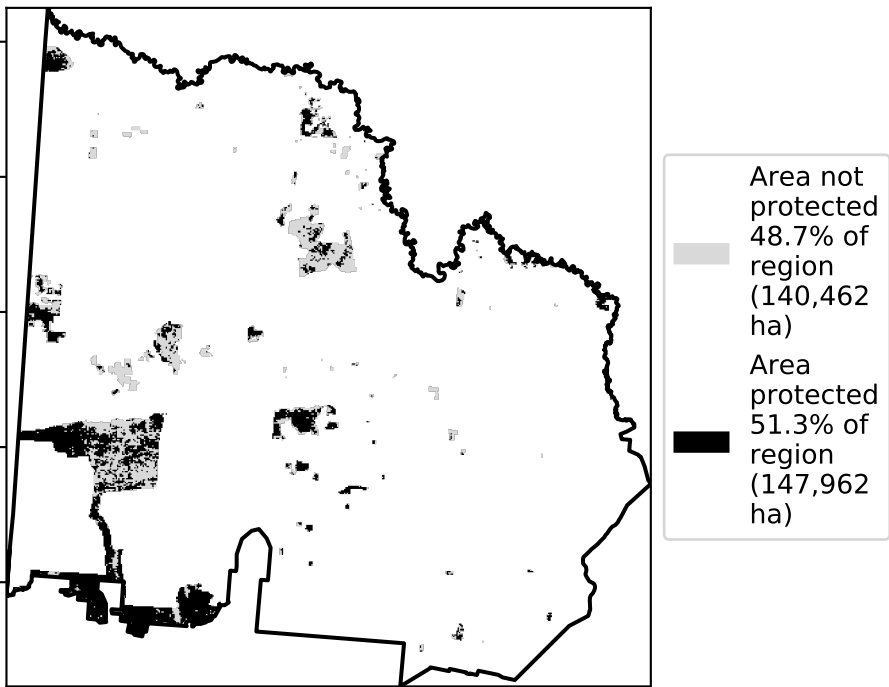 Area not
protected
48.7% of
region
(140,462
ha)
Area
protected
51.3% of
region
(147,962
ha)